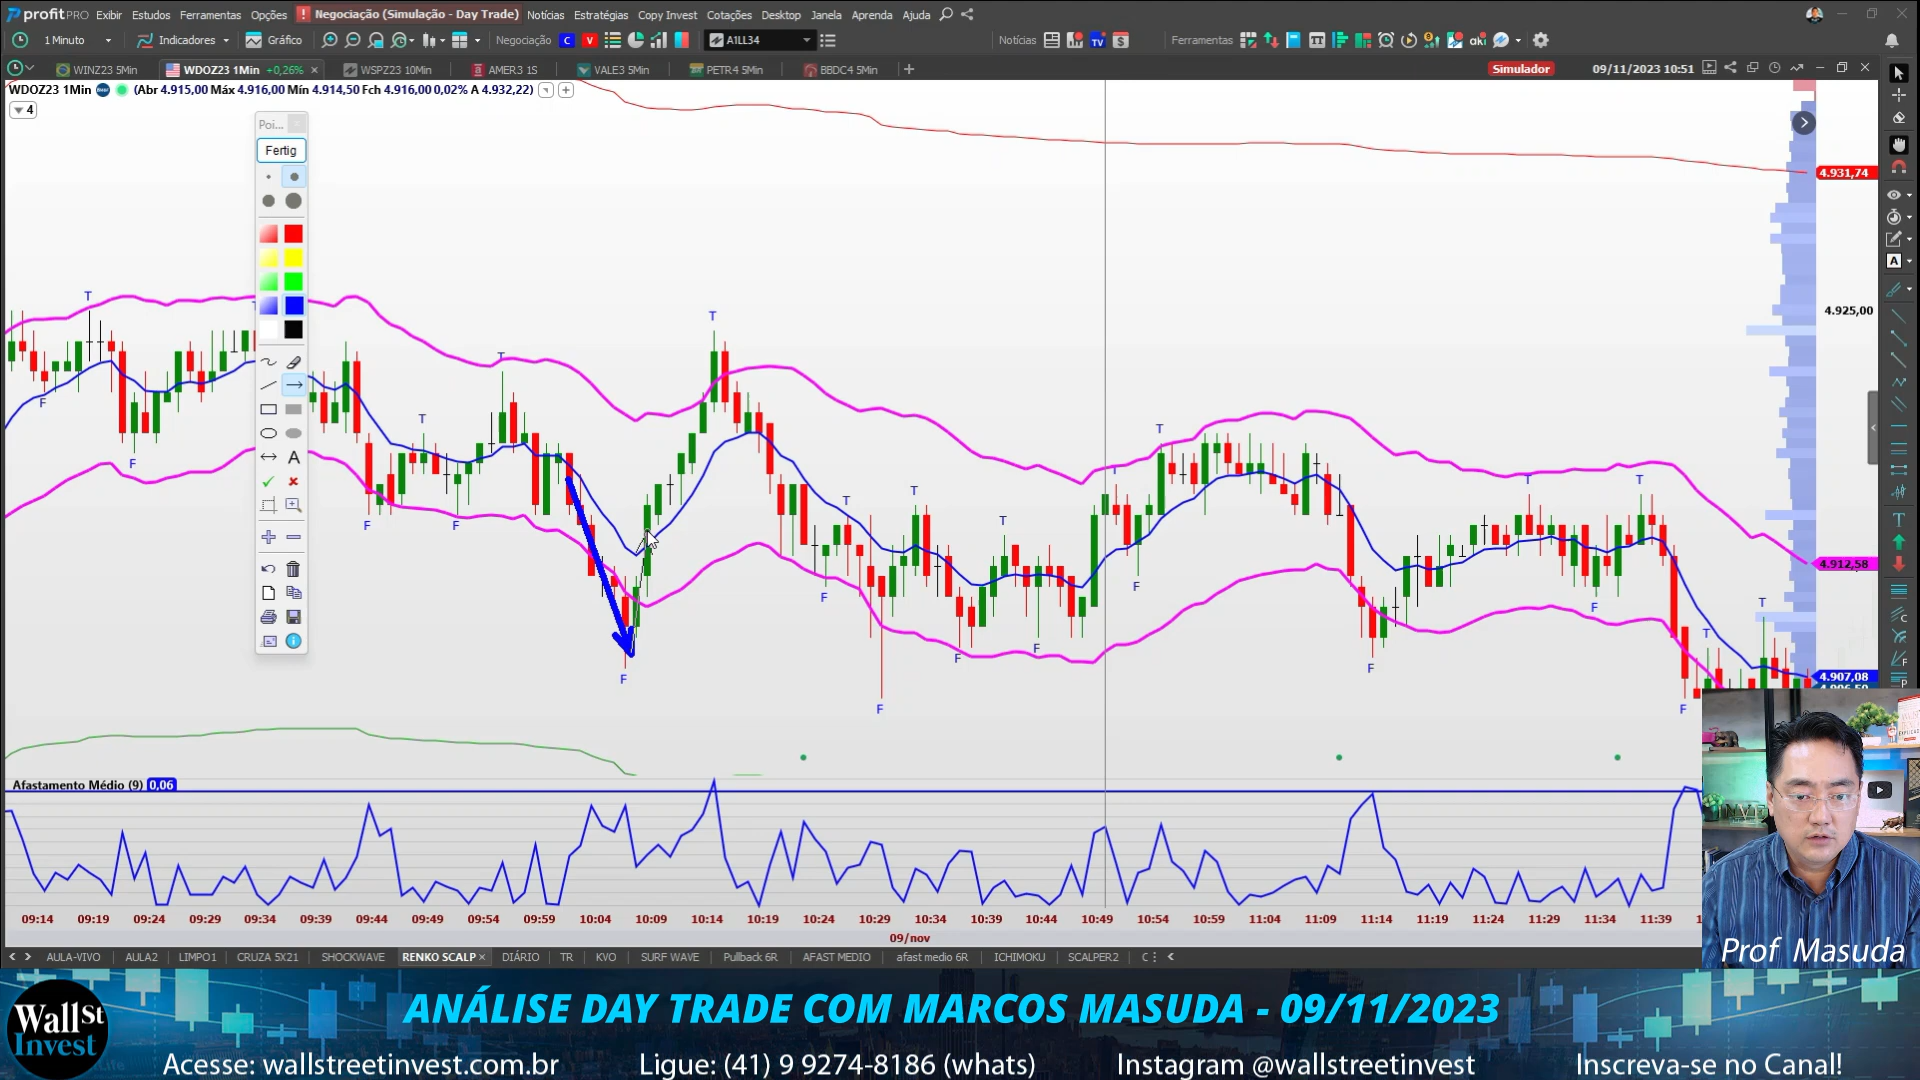 profit PRO Exibir Estudos Ferramentas Opções ! Negociação (Simulação - Day Trade) Notícias Estratégias Copy Invest Cotações Desktop Janela Aprenda Ajuda
1 Minuto Indicadores Gráfico Negociação C V A1LL34 Notícias TV $ Ferramentas aki
WINZ23 5Min WDOZ23 1Min +0,26% × WSPZ23 10Min AMER3 1S VALE3 5Min PETR4 5Min BBDC4 5Min + Simulador 09/11/2023 10:51
WDOZ23 1Min (Abr 4.915,00 Máx 4.916,00 Mín 4.914,50 Fch 4.916,00 0,02% A 4.932,22)
4
Poi...
Fertig
4.931,74
4.925,00
4.912,58
4.907,08
T T T T T T T T T T T T T
F F F F F F F F F F F F F
A
Afastamento Médio (9) 0,06
09:14 09:19 09:24 09:29 09:34 09:39 09:44 09:49 09:54 09:59 10:04 10:09 10:14 10:19 10:24 10:29 10:34 10:39 10:44 10:49 10:54 10:59 11:04 11:09 11:14 11:19 11:24 11:29 11:34 11:39
09/nov
AULA-VIVO AULA2 LIMPO1 CRUZA 5X21 SHOCKWAVE RENKO SCALP × DIÁRIO TR KVO SURF WAVE Pullback 6R AFAST MEDIO afast medio 6R ICHIMOKU SCALPER2
Prof Masuda
Wall St
Invest
ANÁLISE DAY TRADE COM MARCOS MASUDA - 09/11/2023
Acesse: wallstreetinvest.com.br Ligue: (41) 9 9274-8186 (whats) Instagram @wallstreetinvest Inscreva-se no Canal!